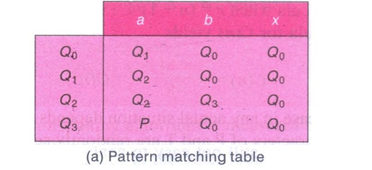 a b x
Q₀ Q₁ Q₀ Q₀
Q₁ Q₂ Q₀ Q₀
Q₂ Q₂ Q₃ Q₀
Q₃ P Q₀ Q₀
(a) Pattern matching table